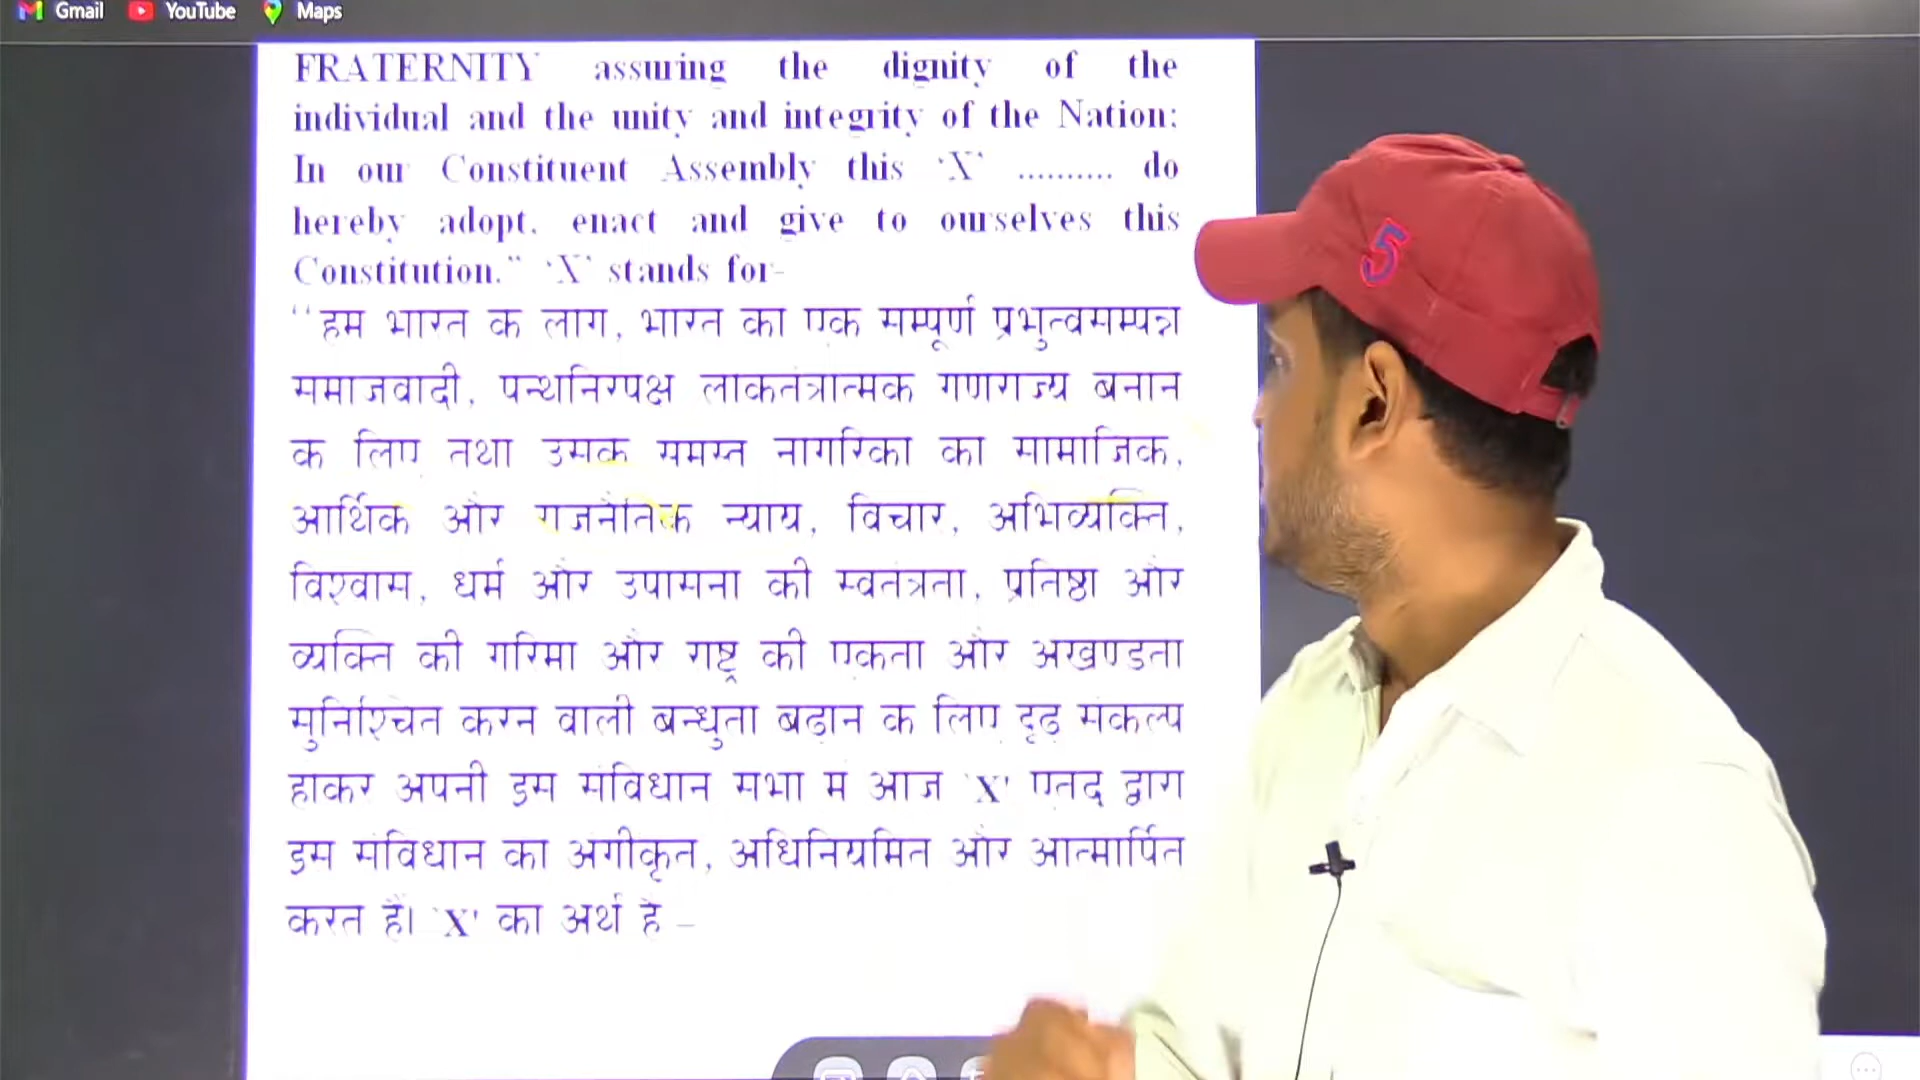 Gmail YouTube Maps
FRATERNITY assuring the dignity of the
individual and the unity and integrity of the Nation;
In our Constituent Assembly this ‘X’ .......... do
hereby adopt, enact and give to ourselves this
Constitution.” ‘X’ stands for-
‘‘हम भारत के लोग, भारत को एक सम्पूर्ण प्रभुत्वसम्पन्न
समाजवादी, पन्थनिरपेक्ष लोकतंत्रात्मक गणराज्य बनाने
के लिए तथा उसके समस्त नागरिकों को सामाजिक,
आर्थिक और राजनैतिक न्याय, विचार, अभिव्यक्ति,
विश्वास, धर्म और उपासना की स्वतंत्रता, प्रतिष्ठा और
व्यक्ति की गरिमा और राष्ट्र की एकता और अखण्डता
सुनिश्चित करने वाली बन्धुता बढ़ाने के लिए दृढ़ संकल्प
होकर अपनी इस संविधान सभा में आज `X' एतद् द्वारा
इस संविधान को अंगीकृत, अधिनियमित और आत्मार्पित
करते हैं। `X' का अर्थ है –
5